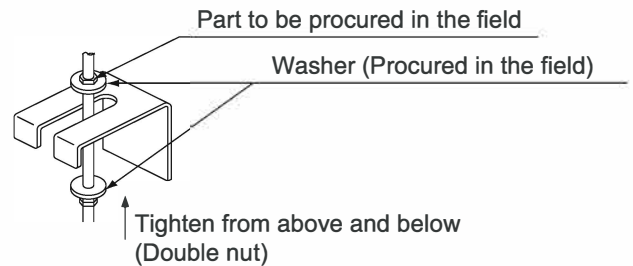 Part to be procured in the field
Washer (Procured in the field)
Tighten from above and below
(Double nut)